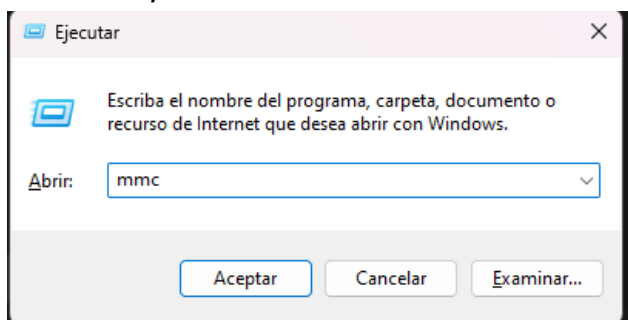 Ejecutar
Escriba el nombre del programa, carpeta, documento o
recurso de Internet que desea abrir con Windows.
Abrir: mmc
Aceptar Cancelar Examinar...